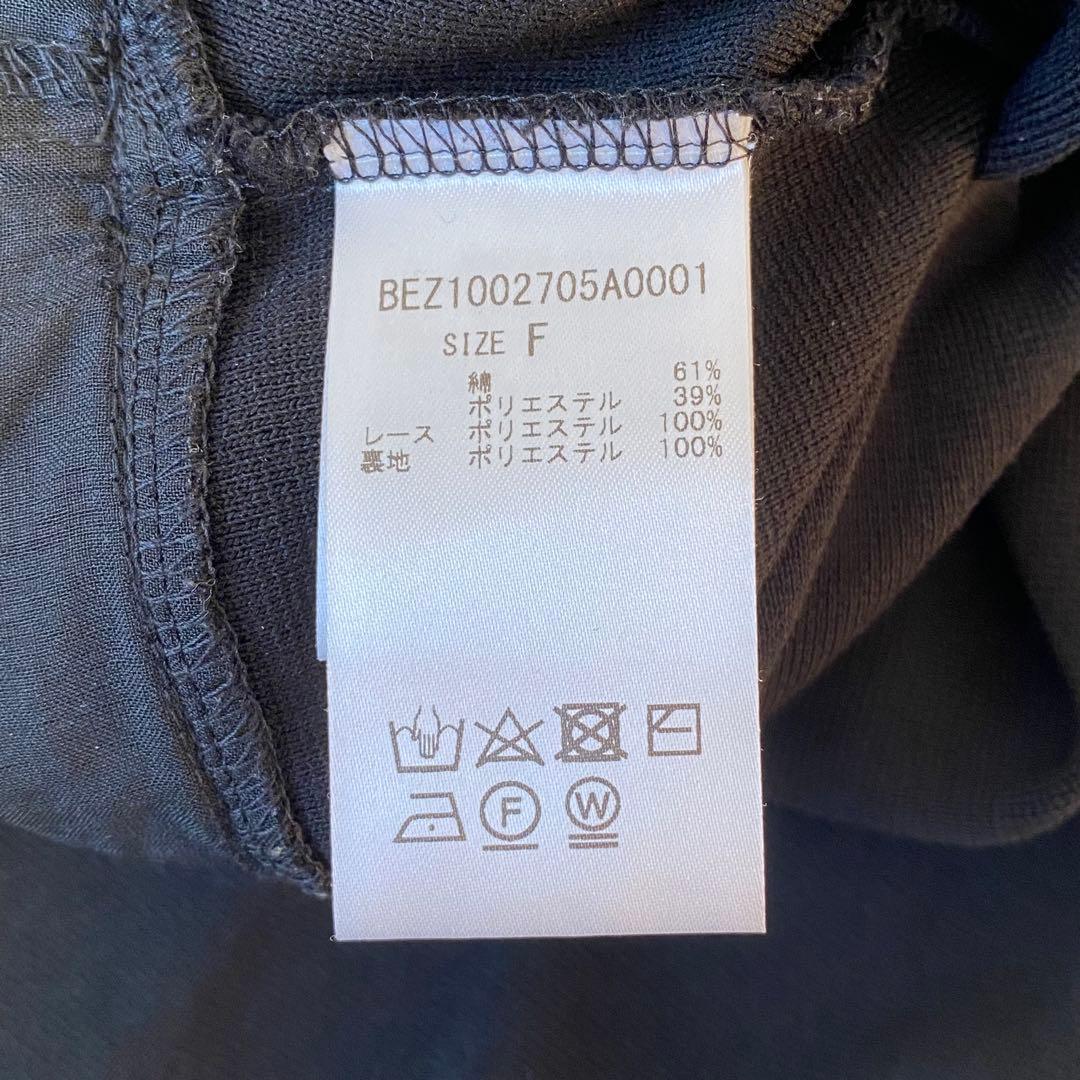 BEZ1002705A0001
SIZE F
綿 61%
ポリエステル 39%
レース ポリエステル 100%
裏地 ポリエステル 100%
F W